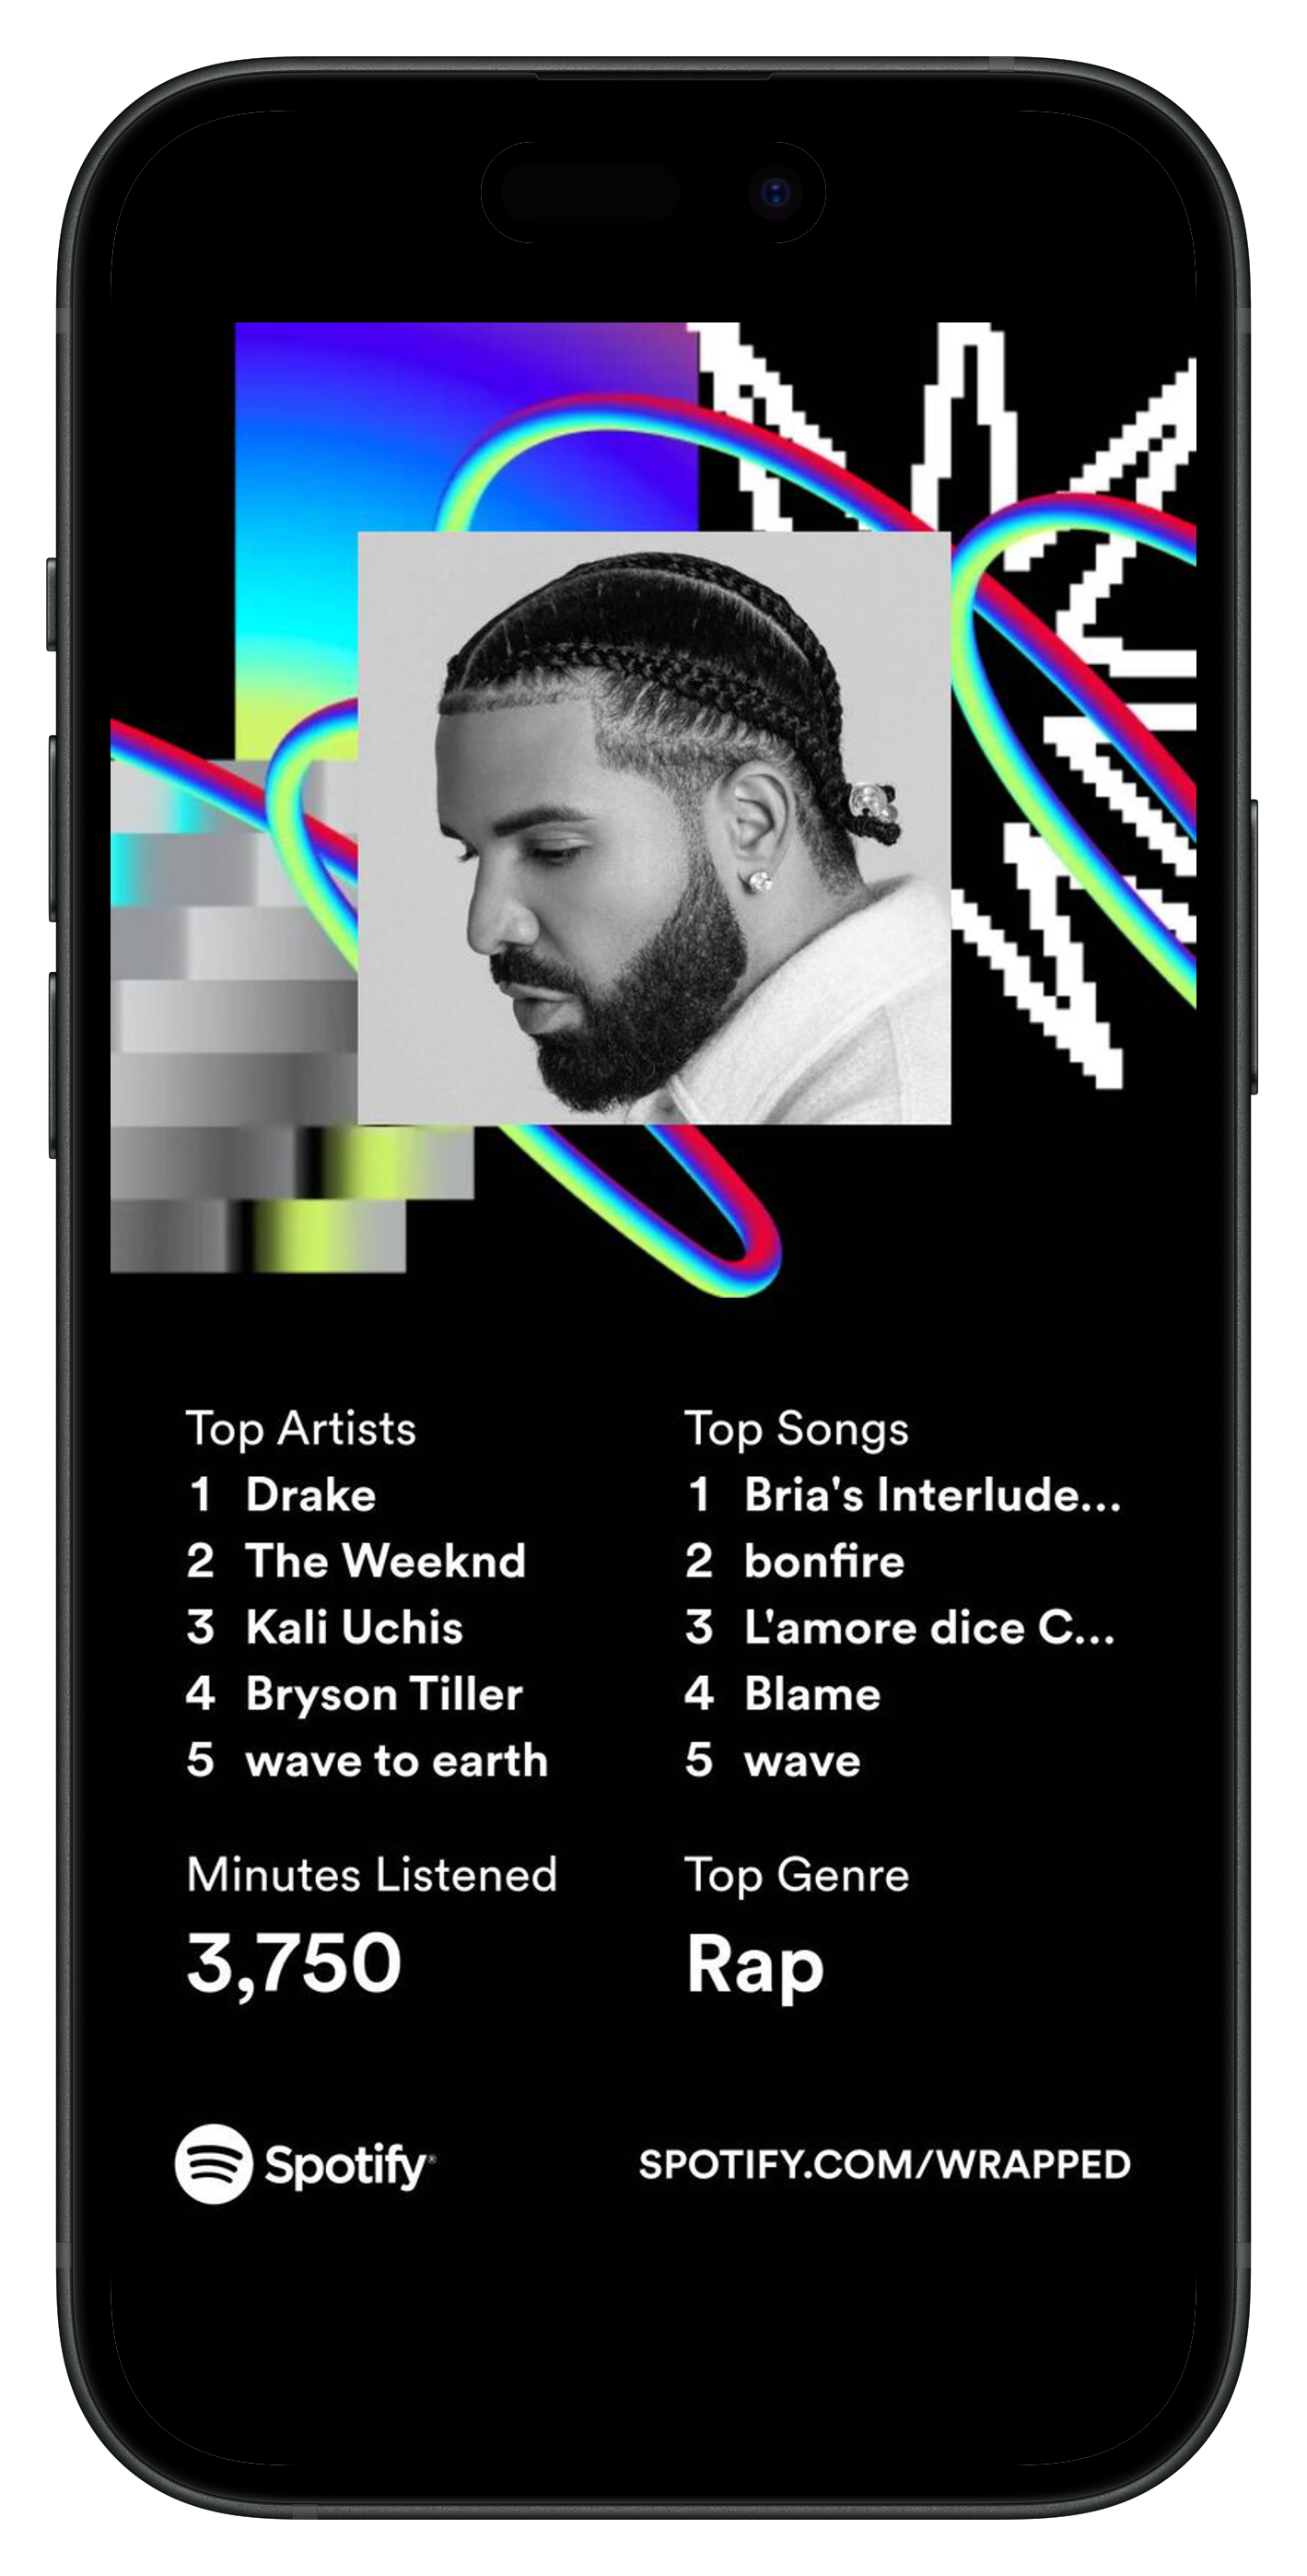 Top Artists
1 Drake
2 The Weeknd
3 Kali Uchis
4 Bryson Tiller
5 wave to earth
Top Songs
1 Bria's Interlude...
2 bonfire
3 L'amore dice C...
4 Blame
5 wave
Minutes Listened
3,750
Top Genre
Rap
Spotify®
SPOTIFY.COM/WRAPPED